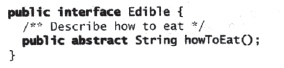 public interface Edible {
/** Describe how to eat */
public abstract String howToEat();
}